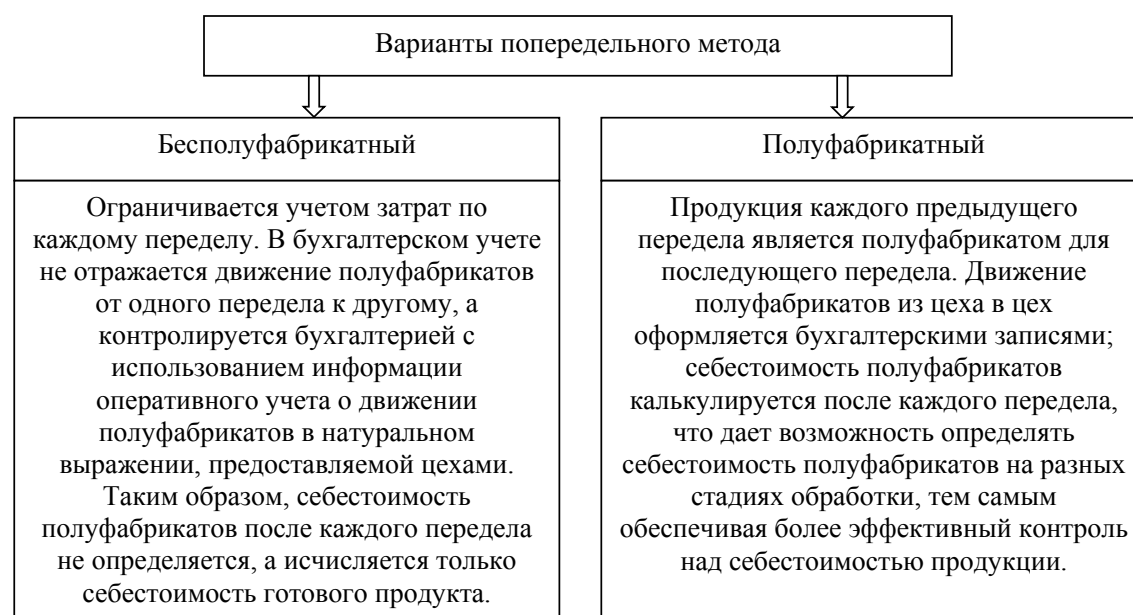 Варианты попередельного метода
Бесполуфабрикатный
Ограничивается учетом затрат по
каждому переделу. В бухгалтерском учете
не отражается движение полуфабрикатов
от одного передела к другому, а
контролируется бухгалтерией с
использованием информации
оперативного учета о движении
полуфабрикатов в натуральном
выражении, предоставляемой цехами.
Таким образом, себестоимость
полуфабрикатов после каждого передела
не определяется, а исчисляется только
себестоимость готового продукта.
Полуфабрикатный
Продукция каждого предыдущего
передела является полуфабрикатом для
последующего передела. Движение
полуфабрикатов из цеха в цех
оформляется бухгалтерскими записями;
себестоимость полуфабрикатов
калькулируется после каждого передела,
что дает возможность определять
себестоимость полуфабрикатов на разных
стадиях обработки, тем самым
обеспечивая более эффективный контроль
над себестоимостью продукции.